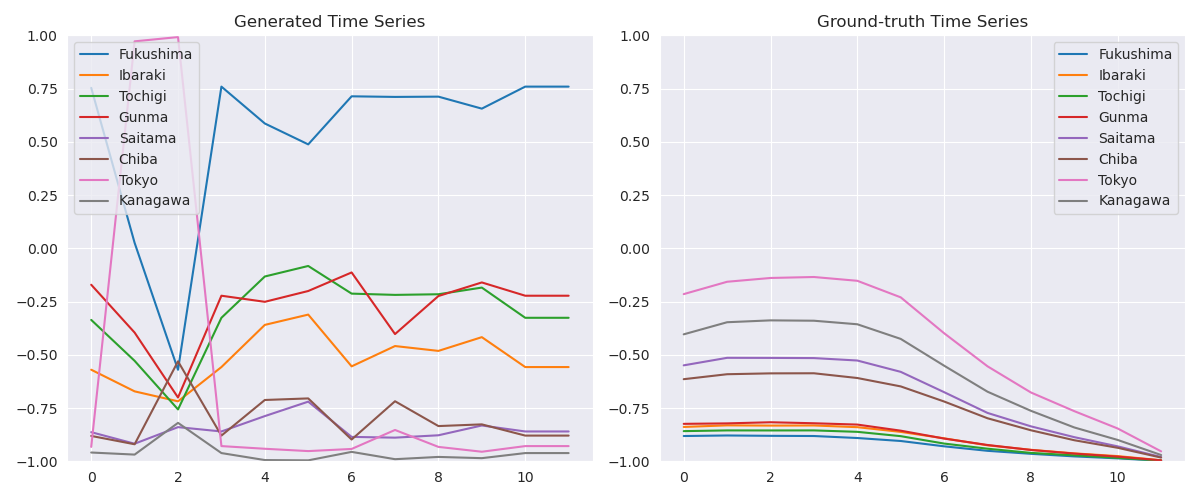 Generated Time Series
1.00
0.75
0.50
0.25
0.00
−0.25
−0.50
−0.75
−1.00
0 2 4 6 8 10
Fukushima
Ibaraki
Tochigi
Gunma
Saitama
Chiba
Tokyo
Kanagawa
Ground-truth Time Series
1.00
0.75
0.50
0.25
0.00
−0.25
−0.50
−0.75
−1.00
0 2 4 6 8 10
Fukushima
Ibaraki
Tochigi
Gunma
Saitama
Chiba
Tokyo
Kanagawa